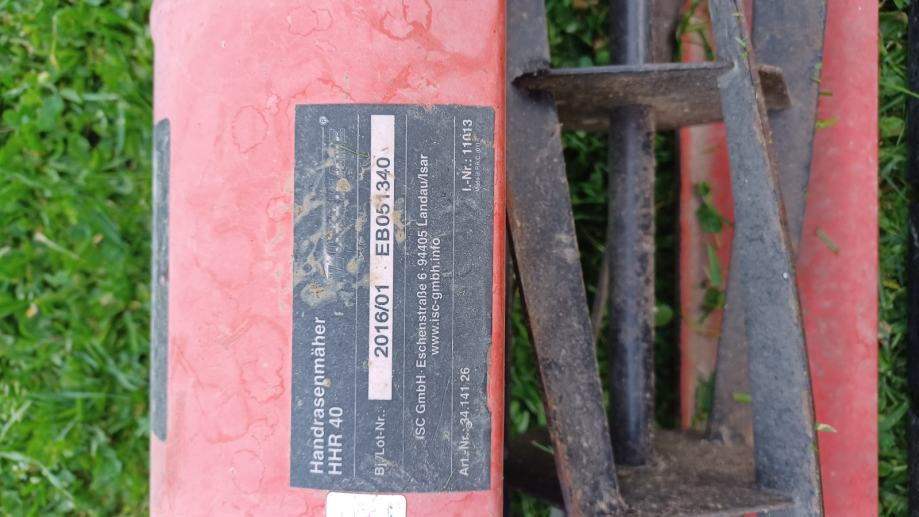 Handrasenmäher
HHR 40
Bj/Lot-Nr.: 2016/01 EB051340
ISC GmbH · Eschenstraße 6 · 94405 Landau/Isar
www.isc-gmbh.info
Art.-Nr.: 34.141.26 I.-Nr.: 11013